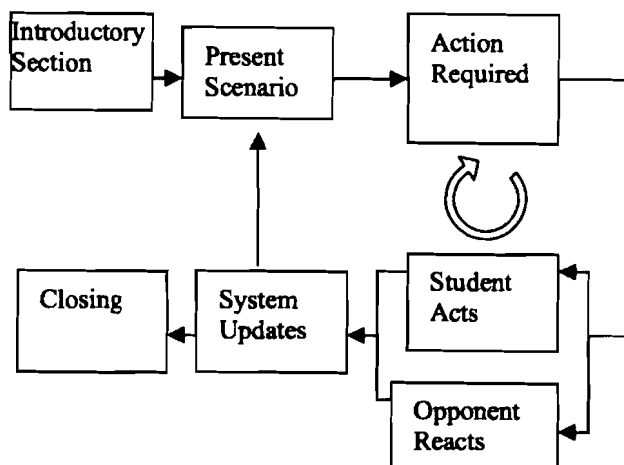 Introductory
Section
Present
Scenario
Action
Required
Closing
System
Updates
Student
Acts
Opponent
Reacts